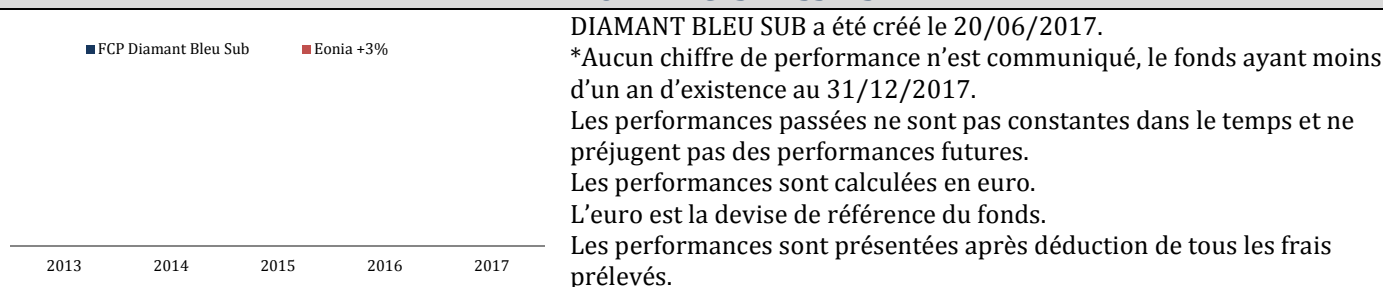 DIAMANT BLEU SUB a été créé le 20/06/2017.
*Aucun chiffre de performance n'est communiqué, le fonds ayant moins
d'un an d'existence au 31/12/2017.
Les performances passées ne sont pas constantes dans le temps et ne
préjugent pas des performances futures.
Les performances sont calculées en euro.
L'euro est la devise de référence du fonds.
Les performances sont présentées après déduction de tous les frais
prélevés.
FCP Diamant Bleu Sub Eonia +3%
2013 2014 2015 2016 2017